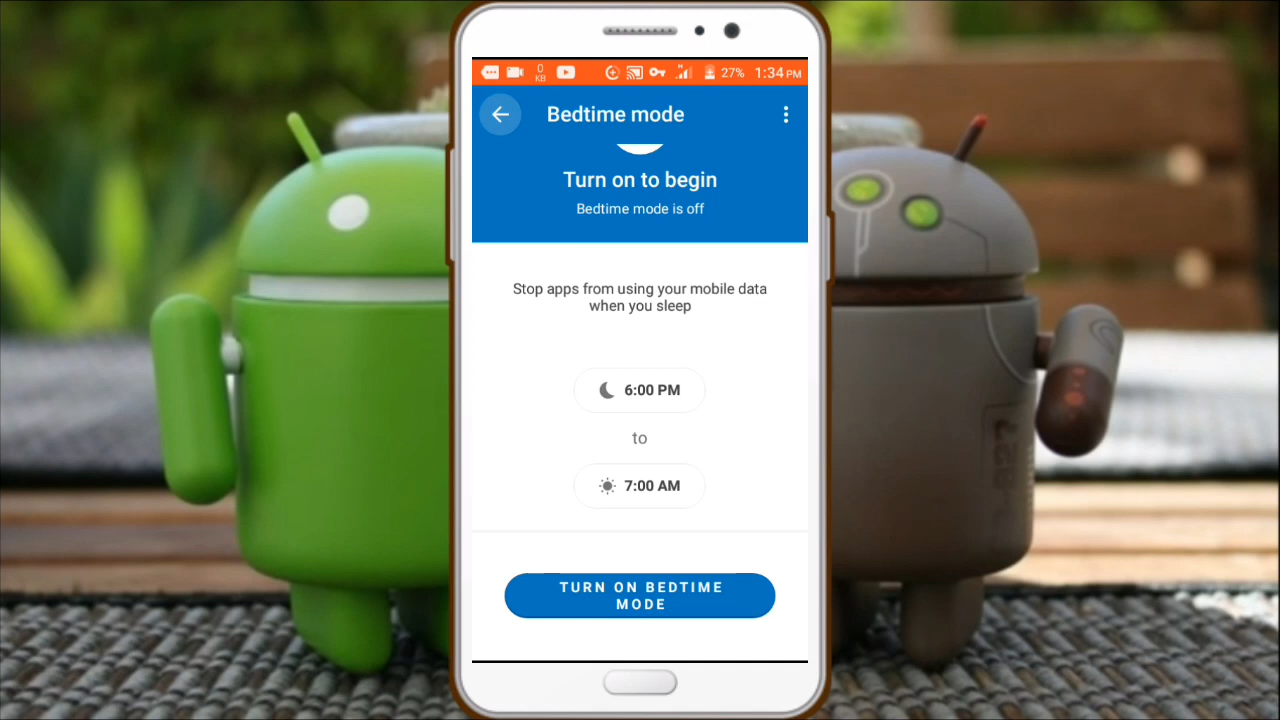 0
KB
H
27%
1:34 PM
Bedtime mode
Turn on to begin
Bedtime mode is off
Stop apps from using your mobile data
when you sleep
6:00 PM
to
7:00 AM
TURN ON BEDTIME
MODE